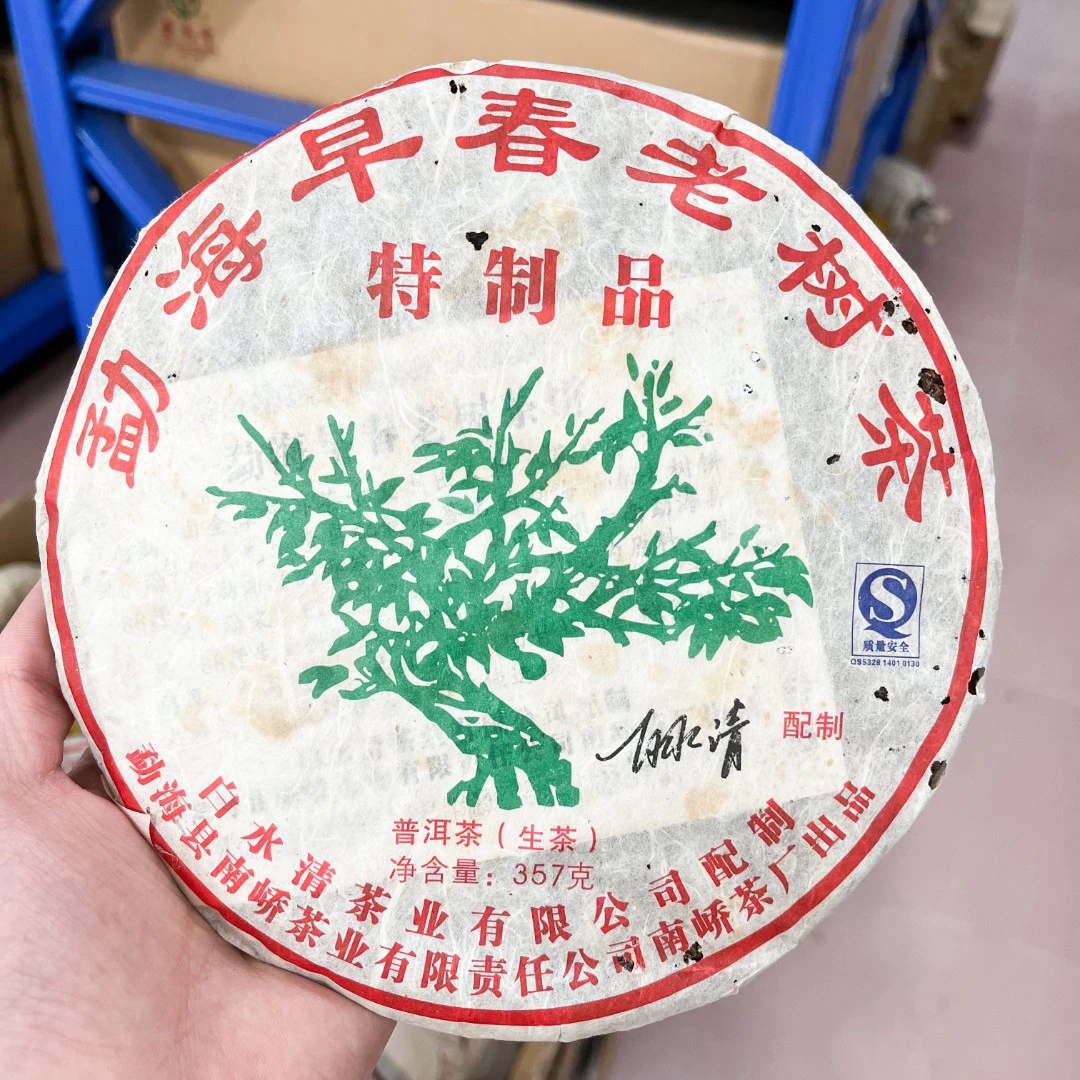 勐海早春老树茶
特制品
质量安全
QS5328 1401 0130
白水清
配制
普洱茶（生茶）
净含量：357克
白水清茶业有限公司配制
勐海县南峤茶业有限责任公司南峤茶厂出品